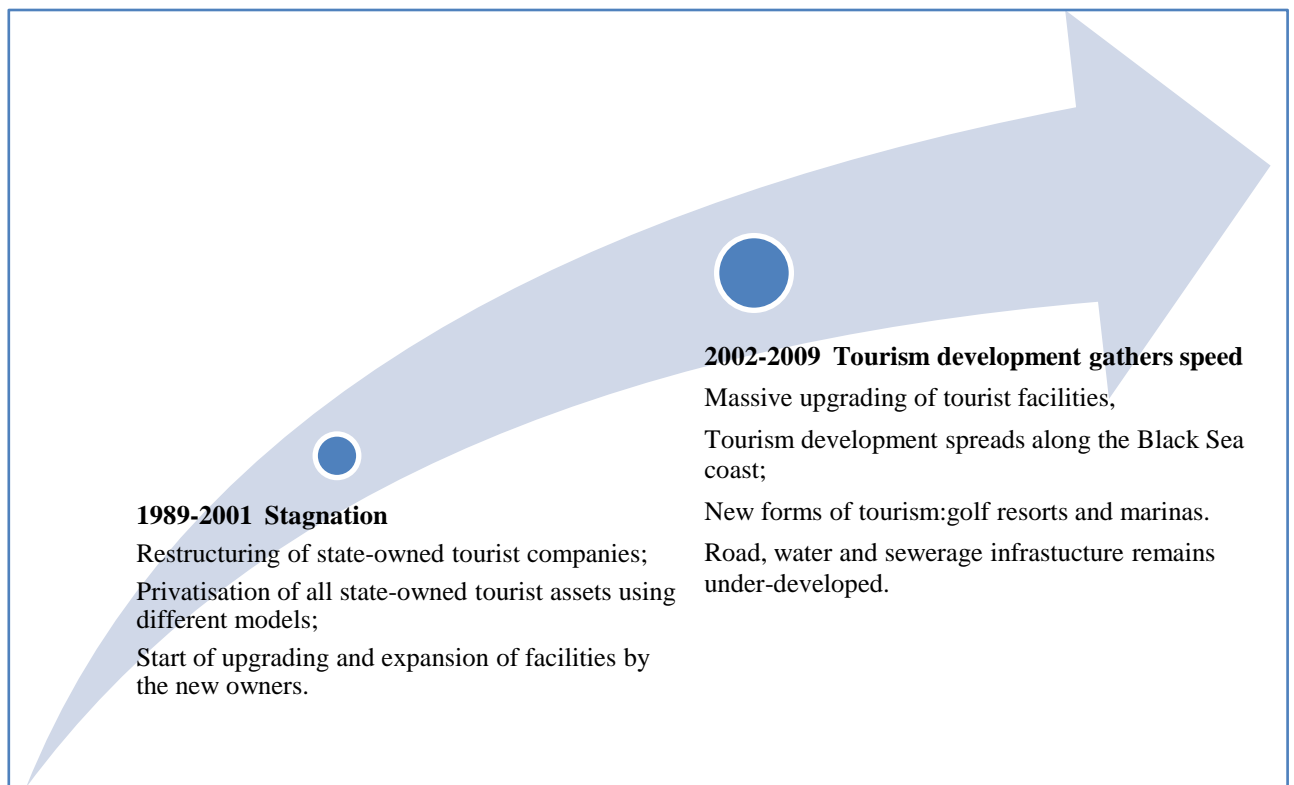 1989-2001 Stagnation
Restructuring of state-owned tourist companies;
Privatisation of all state-owned tourist assets using
different models;
Start of upgrading and expansion of facilities by
the new owners.
2002-2009 Tourism development gathers speed
Massive upgrading of tourist facilities,
Tourism development spreads along the Black Sea
coast;
New forms of tourism:golf resorts and marinas.
Road, water and sewerage infrastucture remains
under-developed.